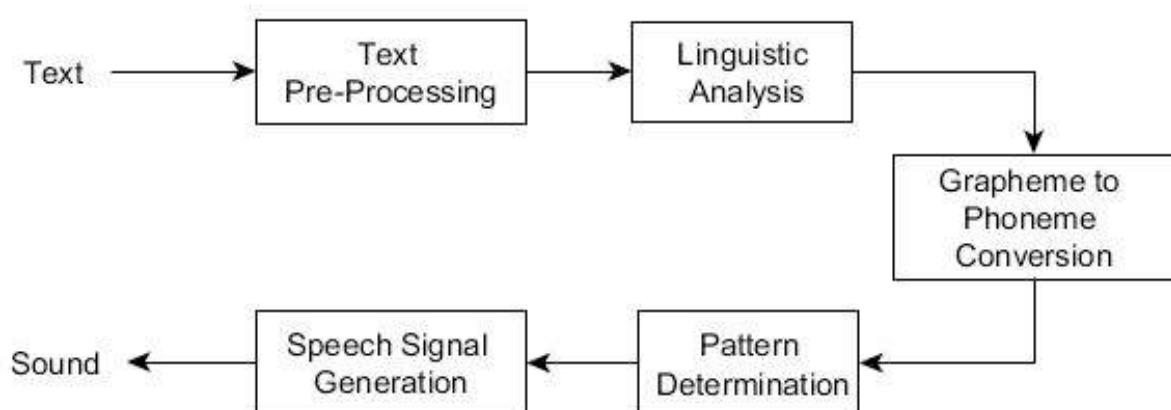 Text
Text
Pre-Processing
Linguistic
Analysis
Grapheme to
Phoneme
Conversion
Pattern
Determination
Speech Signal
Generation
Sound